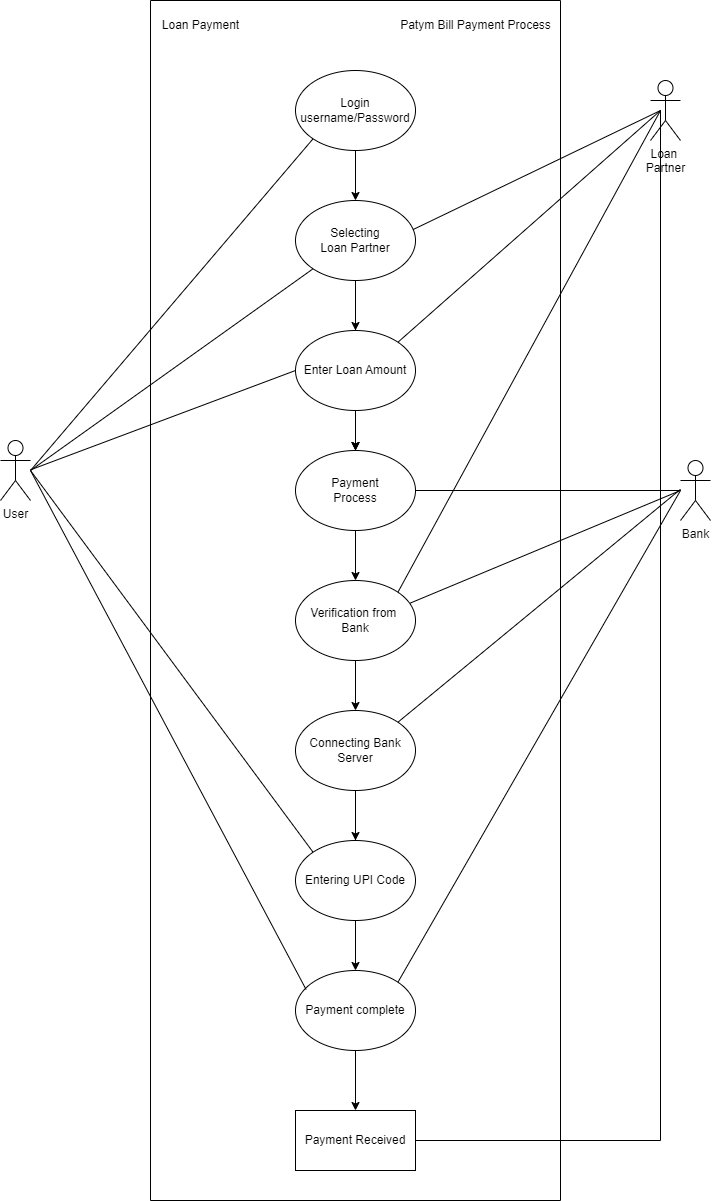 Loan Payment
Patym Bill Payment Process
Login
username/Password
Loan
Partner
Selecting
Loan Partner
Enter Loan Amount
Payment
Process
User
Bank
Verification from
Bank
Connecting Bank
Server
Entering UPI Code
Payment complete
Payment Received